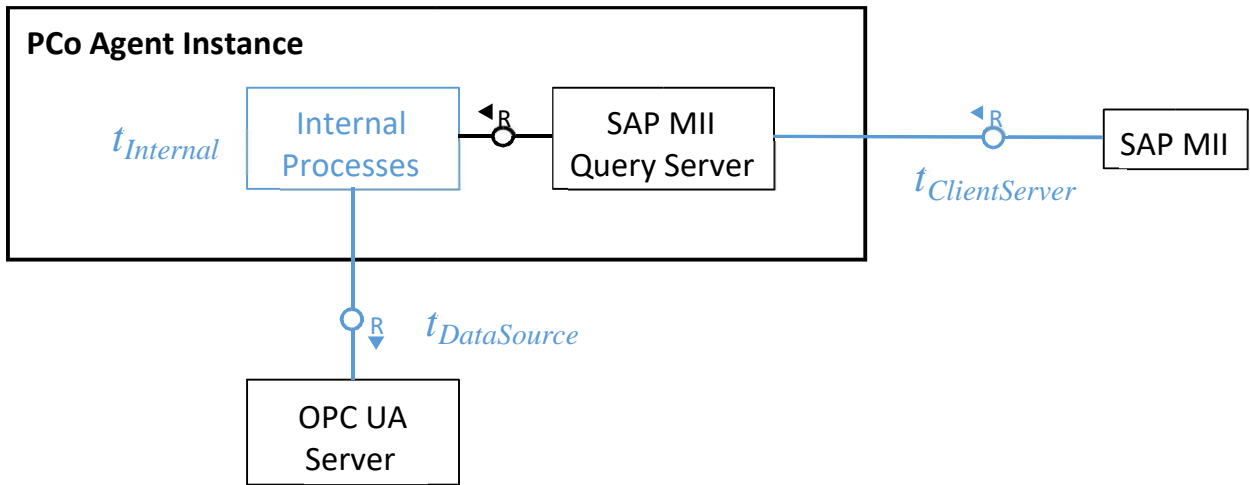 PCo Agent Instance
Internal
Processes
t_Internal
R
SAP MII
Query Server
R
SAP MII
t_ClientServer
R
t_DataSource
OPC UA
Server